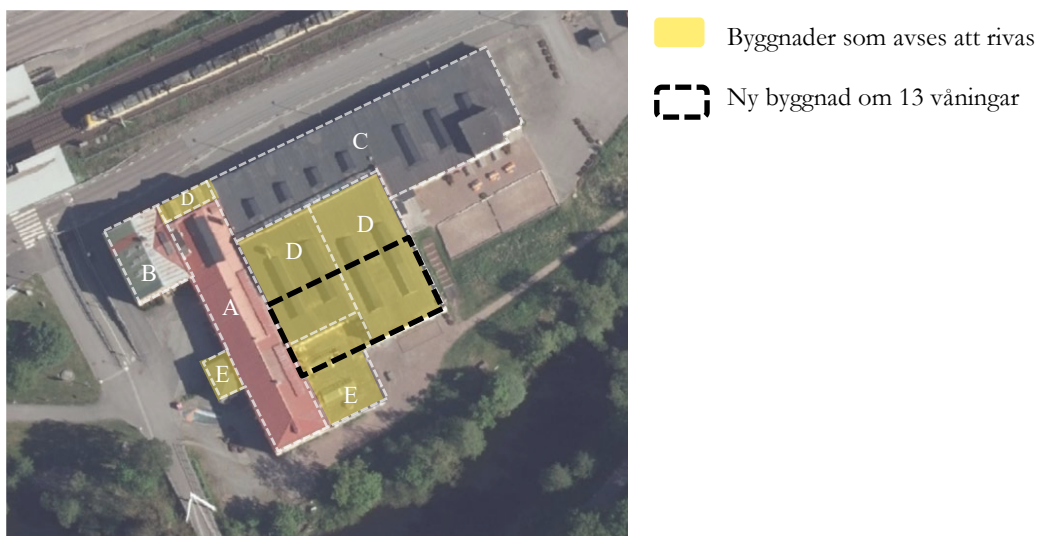 Byggnader som avses att rivas
Ny byggnad om 13 våningar
C
D
D
D
B
A
E
E